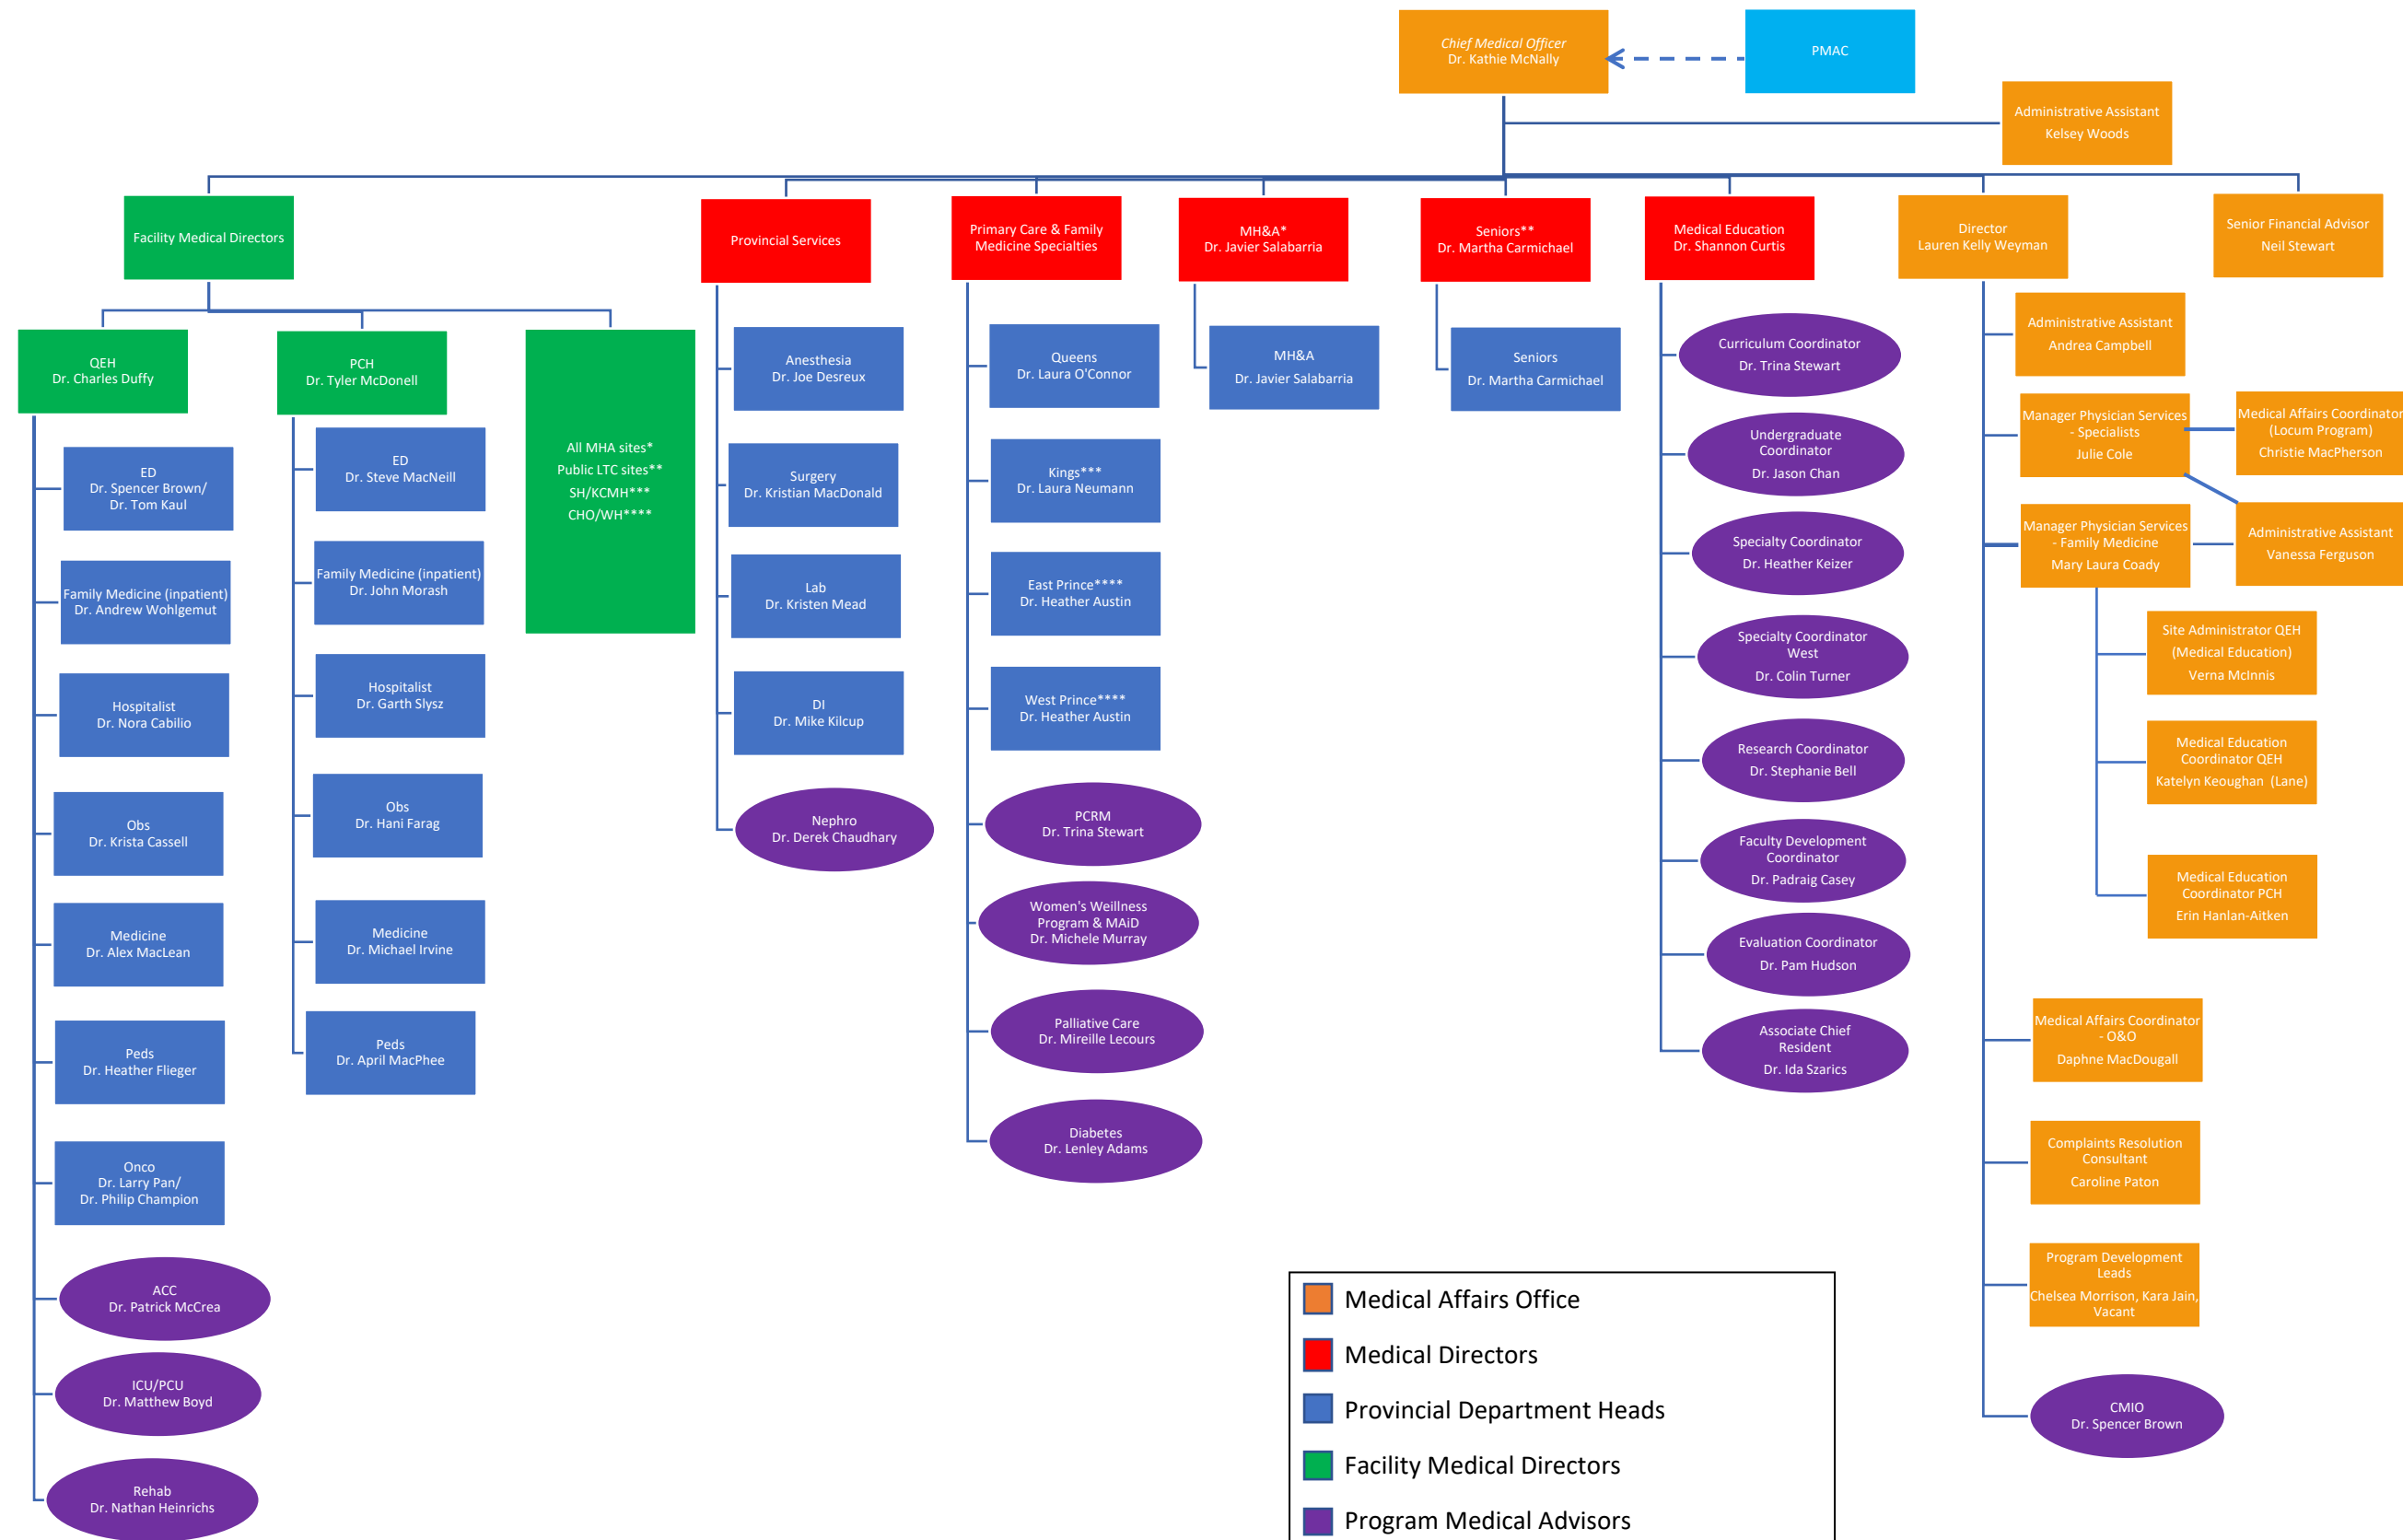 Chief Medical Officer
Dr. Kathie McNally
PMAC
Administrative Assistant
Kelsey Woods
Facility Medical Directors
Provincial Services
Primary Care & Family
Medicine Specialties
MH&A*
Dr. Javier Salabarria
Seniors**
Dr. Martha Carmichael
Medical Education
Dr. Shannon Curtis
Director
Lauren Kelly Weyman
Senior Financial Advisor
Neil Stewart
QEH
Dr. Charles Duffy
ED
Dr. Spencer Brown/
Dr. Tom Kaul
Family Medicine (inpatient)
Dr. Andrew Wohlgemut
Hospitalist
Dr. Nora Cabilio
Obs
Dr. Krista Cassell
Medicine
Dr. Alex MacLean
Peds
Dr. Heather Flieger
Onco
Dr. Larry Pan/
Dr. Philip Champion
ACC
Dr. Patrick McCrea
ICU/PCU
Dr. Matthew Boyd
Rehab
Dr. Nathan Heinrichs
PCH
Dr. Tyler McDonell
ED
Dr. Steve MacNeill
Family Medicine (inpatient)
Dr. John Morash
Hospitalist
Dr. Garth Slysz
Obs
Dr. Hani Farag
Medicine
Dr. Michael Irvine
Peds
Dr. April MacPhee
All MHA sites*
Public LTC sites**
SH/KCMH***
CHO/WH****
Anesthesia
Dr. Joe Desreux
Surgery
Dr. Kristian MacDonald
Lab
Dr. Kristen Mead
DI
Dr. Mike Kilcup
Nephro
Dr. Derek Chaudhary
Queens
Dr. Laura O'Connor
Kings***
Dr. Laura Neumann
East Prince****
Dr. Heather Austin
West Prince****
Dr. Heather Austin
PCRM
Dr. Trina Stewart
Women's Weillness
Program & MAiD
Dr. Michele Murray
Palliative Care
Dr. Mireille Lecours
Diabetes
Dr. Lenley Adams
MH&A
Dr. Javier Salabarria
Seniors
Dr. Martha Carmichael
Curriculum Coordinator
Dr. Trina Stewart
Undergraduate
Coordinator
Dr. Jason Chan
Specialty Coordinator
Dr. Heather Keizer
Specialty Coordinator
West
Dr. Colin Turner
Research Coordinator
Dr. Stephanie Bell
Faculty Development
Coordinator
Dr. Padraig Casey
Evaluation Coordinator
Dr. Pam Hudson
Associate Chief
Resident
Dr. Ida Szarics
Administrative Assistant
Andrea Campbell
Manager Physician Services
- Specialists
Julie Cole
Medical Affairs Coordinator
(Locum Program)
Christie MacPherson
Manager Physician Services
- Family Medicine
Mary Laura Coady
Administrative Assistant
Vanessa Ferguson
Site Administrator QEH
(Medical Education)
Verna McInnis
Medical Education
Coordinator QEH
Katelyn Keoughan (Lane)
Medical Education
Coordinator PCH
Erin Hanlan-Aitken
Medical Affairs Coordinator
- O&O
Daphne MacDougall
Complaints Resolution
Consultant
Caroline Paton
Program Development
Leads
Chelsea Morrison, Kara Jain,
Vacant
CMIO
Dr. Spencer Brown
Medical Affairs Office
Medical Directors
Provincial Department Heads
Facility Medical Directors
Program Medical Advisors